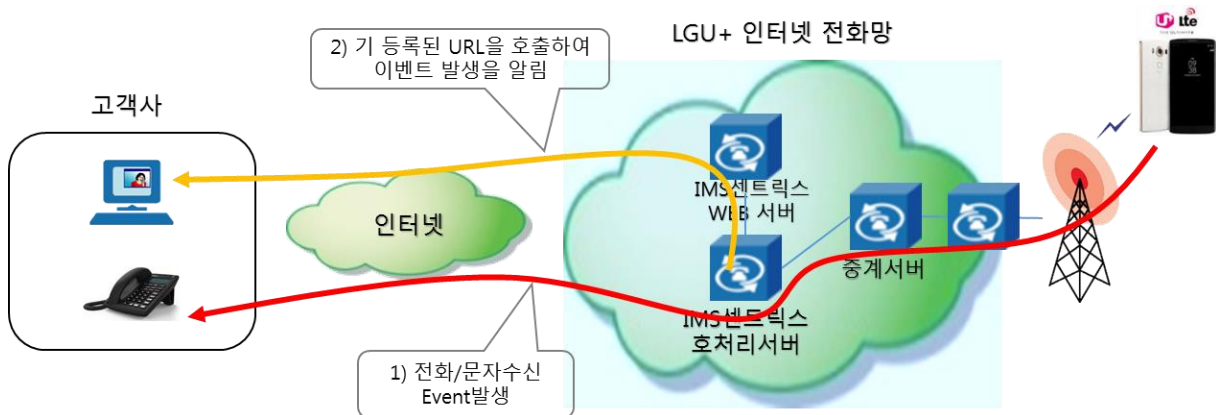 2) 기 등록된 URL을 호출하여
이벤트 발생을 알림
LGU+ 인터넷 전화망
U+ Lte
고객사
인터넷
IMS센트릭스
WEB 서버
중계서버
IMS센트릭스
호처리서버
1) 전화/문자수신
Event발생